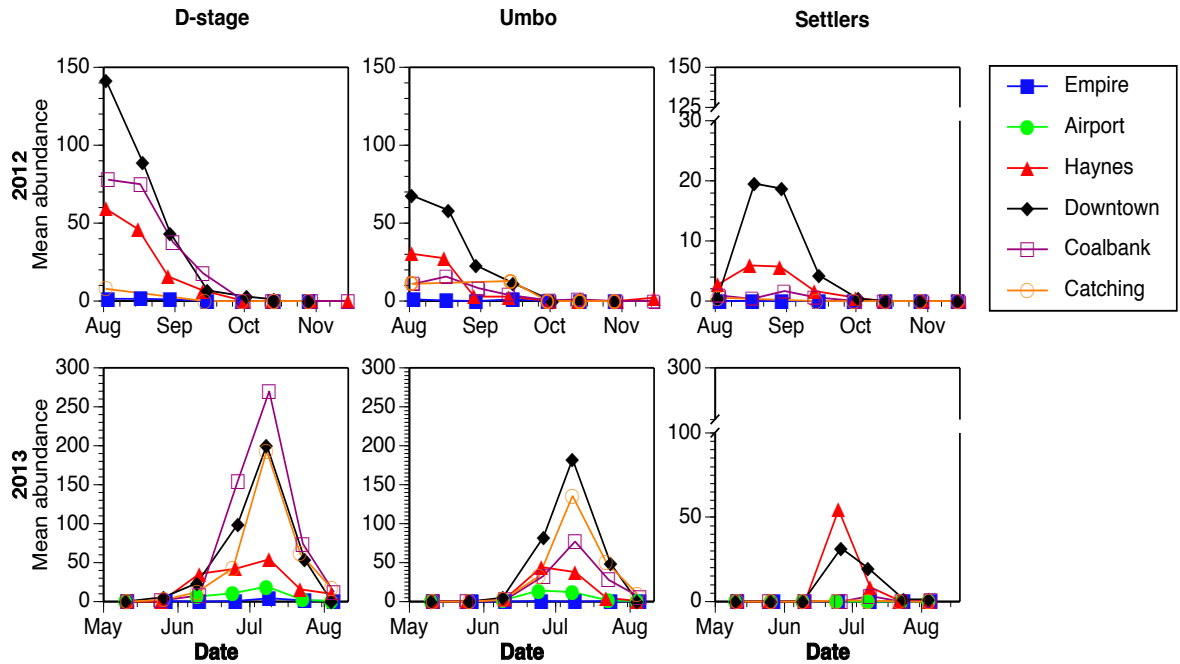 D-stage Umbo Settlers
2012
Mean abundance
150
100
50
0
Aug Sep Oct Nov
150
100
50
0
Aug Sep Oct Nov
150
125
30
20
10
0
Aug Sep Oct Nov
Empire
Airport
Haynes
Downtown
Coalbank
Catching
2013
Mean abundance
300
250
200
150
100
50
0
May Jun Jul Aug
Date
300
250
200
150
100
50
0
May Jun Jul Aug
Date
300
100
50
0
May Jun Jul Aug
Date